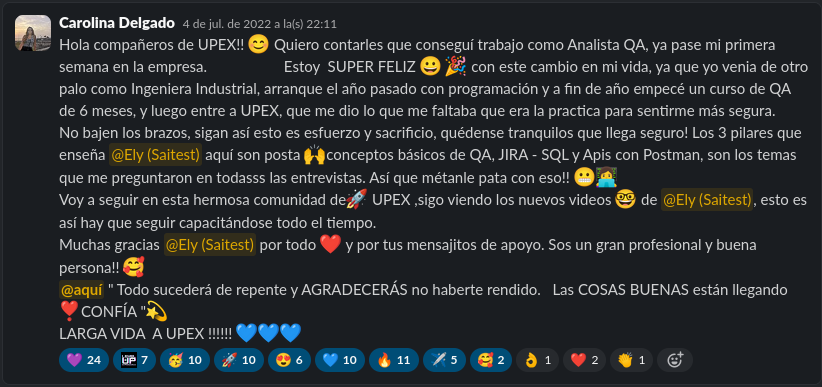 Carolina Delgado 4 de jul. de 2022 a la(s) 22:11
Hola compañeros de UPEX!! 😊 Quiero contarles que conseguí trabajo como Analista QA, ya pase mi primera
semana en la empresa. Estoy SUPER FELIZ 😀 🎉 con este cambio en mi vida, ya que yo venia de otro
palo como Ingeniera Industrial, arranque el año pasado con programación y a fin de año empecé un curso de QA
de 6 meses, y luego entre a UPEX, que me dio lo que me faltaba que era la practica para sentirme más segura.
No bajen los brazos, sigan así esto es esfuerzo y sacrificio, quédense tranquilos que llega seguro! Los 3 pilares que
enseña @Ely (Saitest) aquí son posta 🙌conceptos básicos de QA, JIRA - SQL y Apis con Postman, son los temas
que me preguntaron en todasss las entrevistas. Así que métanle pata con eso!! 😬👩‍💻
Voy a seguir en esta hermosa comunidad de🚀 UPEX ,sigo viendo los nuevos videos 🤓 de @Ely (Saitest), esto es
así hay que seguir capacitándose todo el tiempo.
Muchas gracias @Ely (Saitest) por todo ❤️ y por tus mensajitos de apoyo. Sos un gran profesional y buena
persona!! 🥰
@aquí " Todo sucederá de repente y AGRADECERÁS no haberte rendido. Las COSAS BUENAS están llegando
❣️CONFÍA "💫
LARGA VIDA A UPEX !!!!!! 💙💙💙
💜 24 UP 7 🥳 10 🚀 10 😍 6 💙 10 🔥 11 ✈️ 5 🥰 2 👌 1 ❤️ 2 👏 1